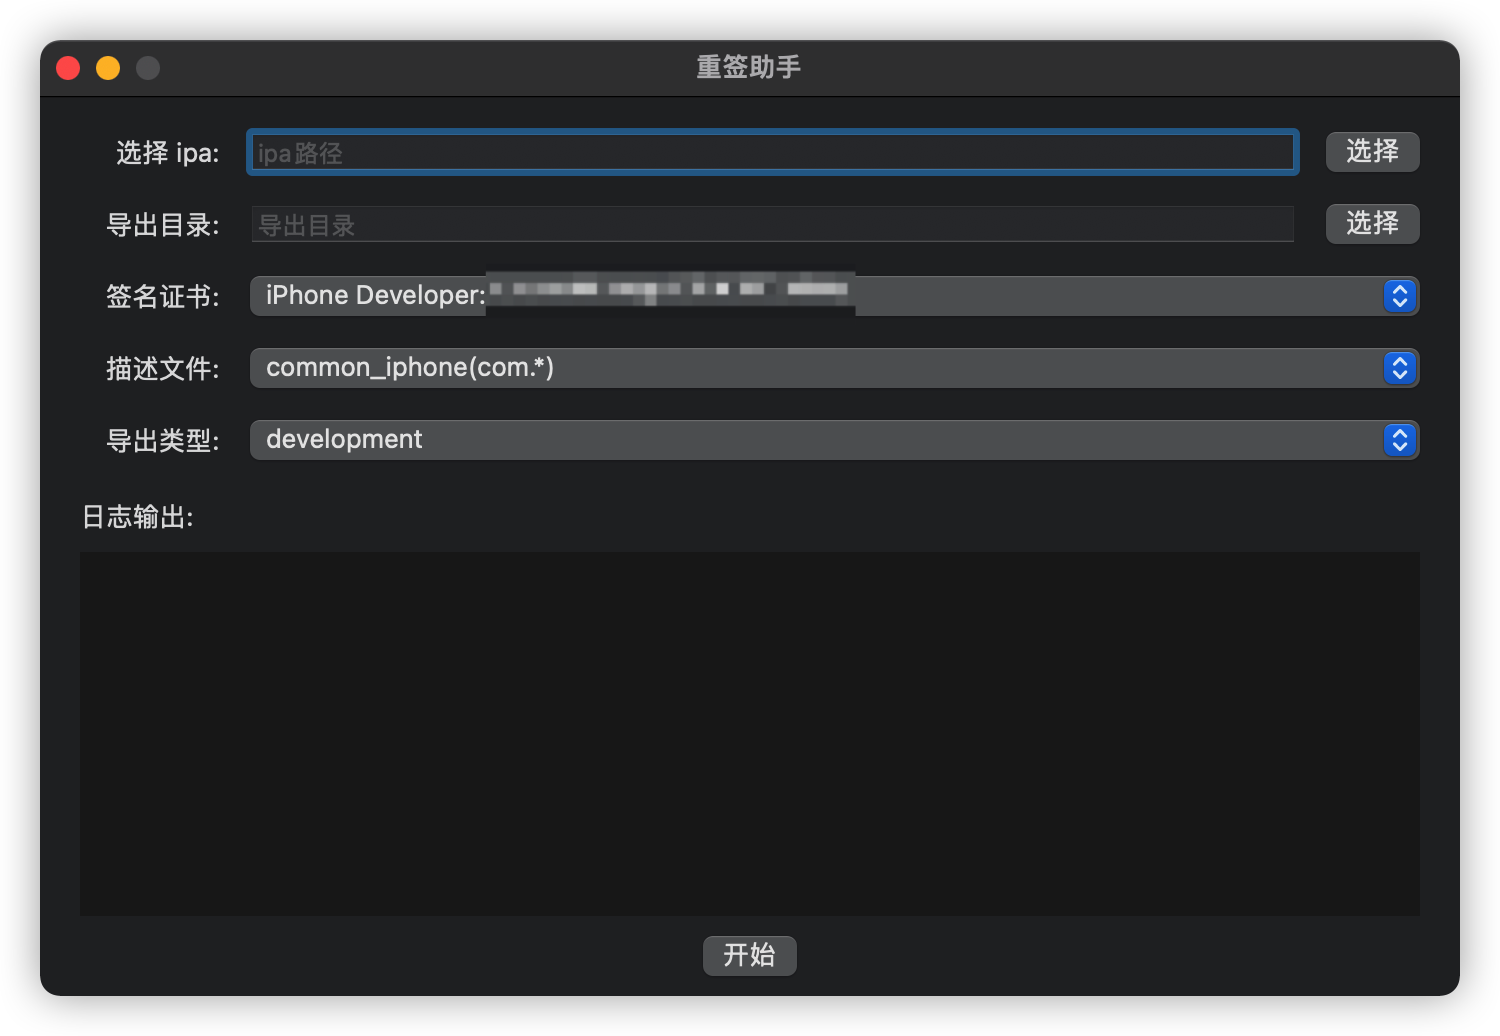 重签助手
选择 ipa: ipa路径 选择
导出目录: 导出目录 选择
签名证书: iPhone Developer:
描述文件: common_iphone(com.*)
导出类型: development
日志输出:
开始